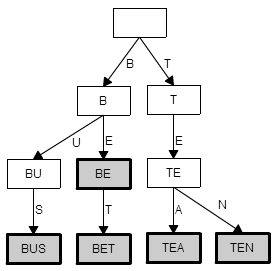 B T
B T
U E E
BU BE TE
S T A N
BUS BET TEA TEN